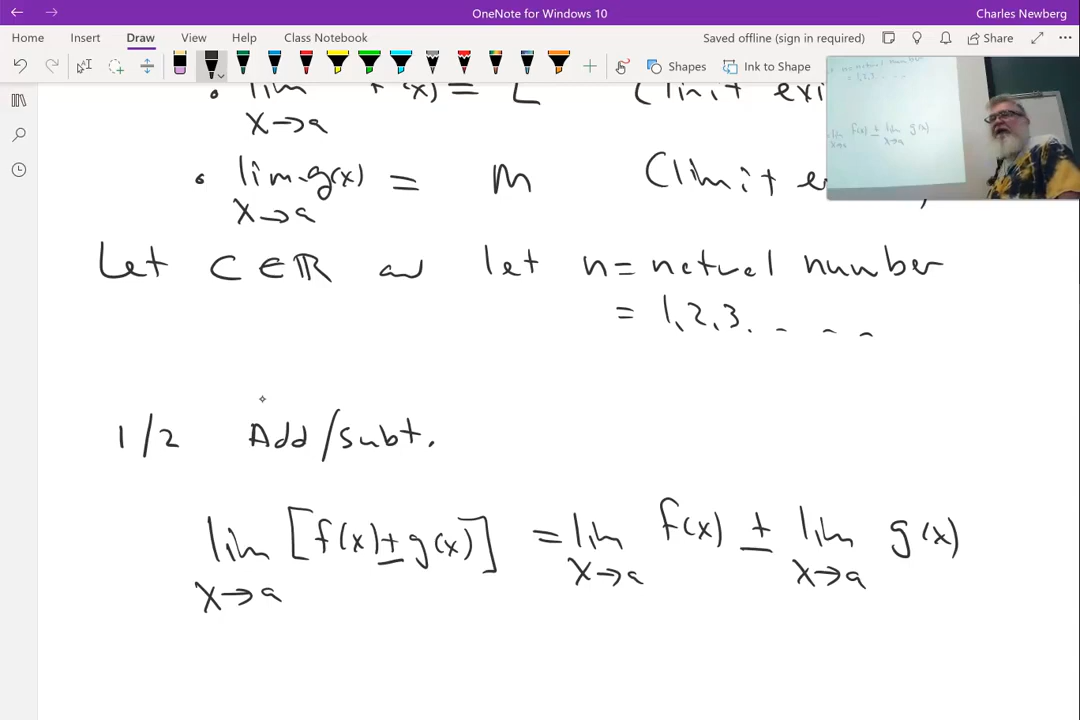 OneNote for Windows 10
Charles Newberg
Home Insert Draw View Help Class Notebook
Saved offline (sign in required)
Share
Shapes
Ink to Shape
• lim f(x) = L (limit exi
x→a
• lim g(x) = M (limit e
x→a
Let C ∈ ℝ and let n = natural number
= 1, 2, 3. . . .
1/2 Add/subt.
lim [f(x) ± g(x)] = lim f(x) ± lim g(x)
x→a x→a x→a
lim f(x) ± lim g(x)
x→a x→a